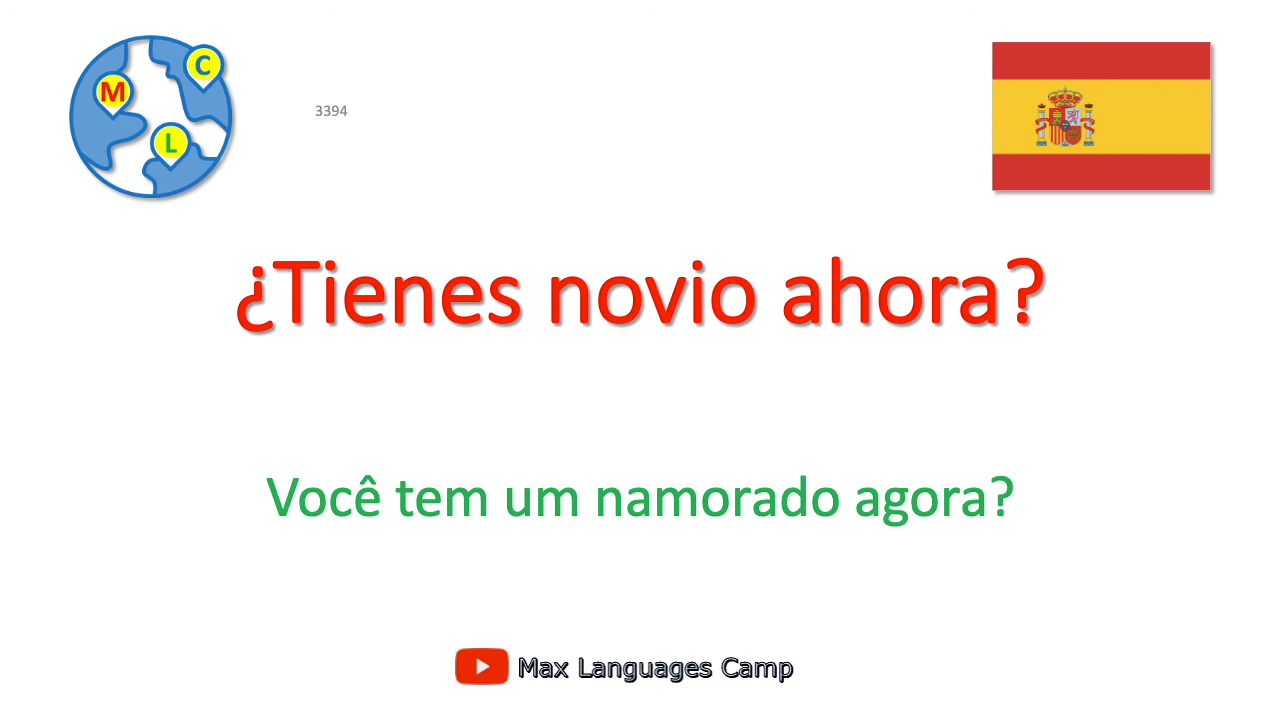 M
C
L
3394
¿Tienes novio ahora?
Você tem um namorado agora?
Max Languages Camp